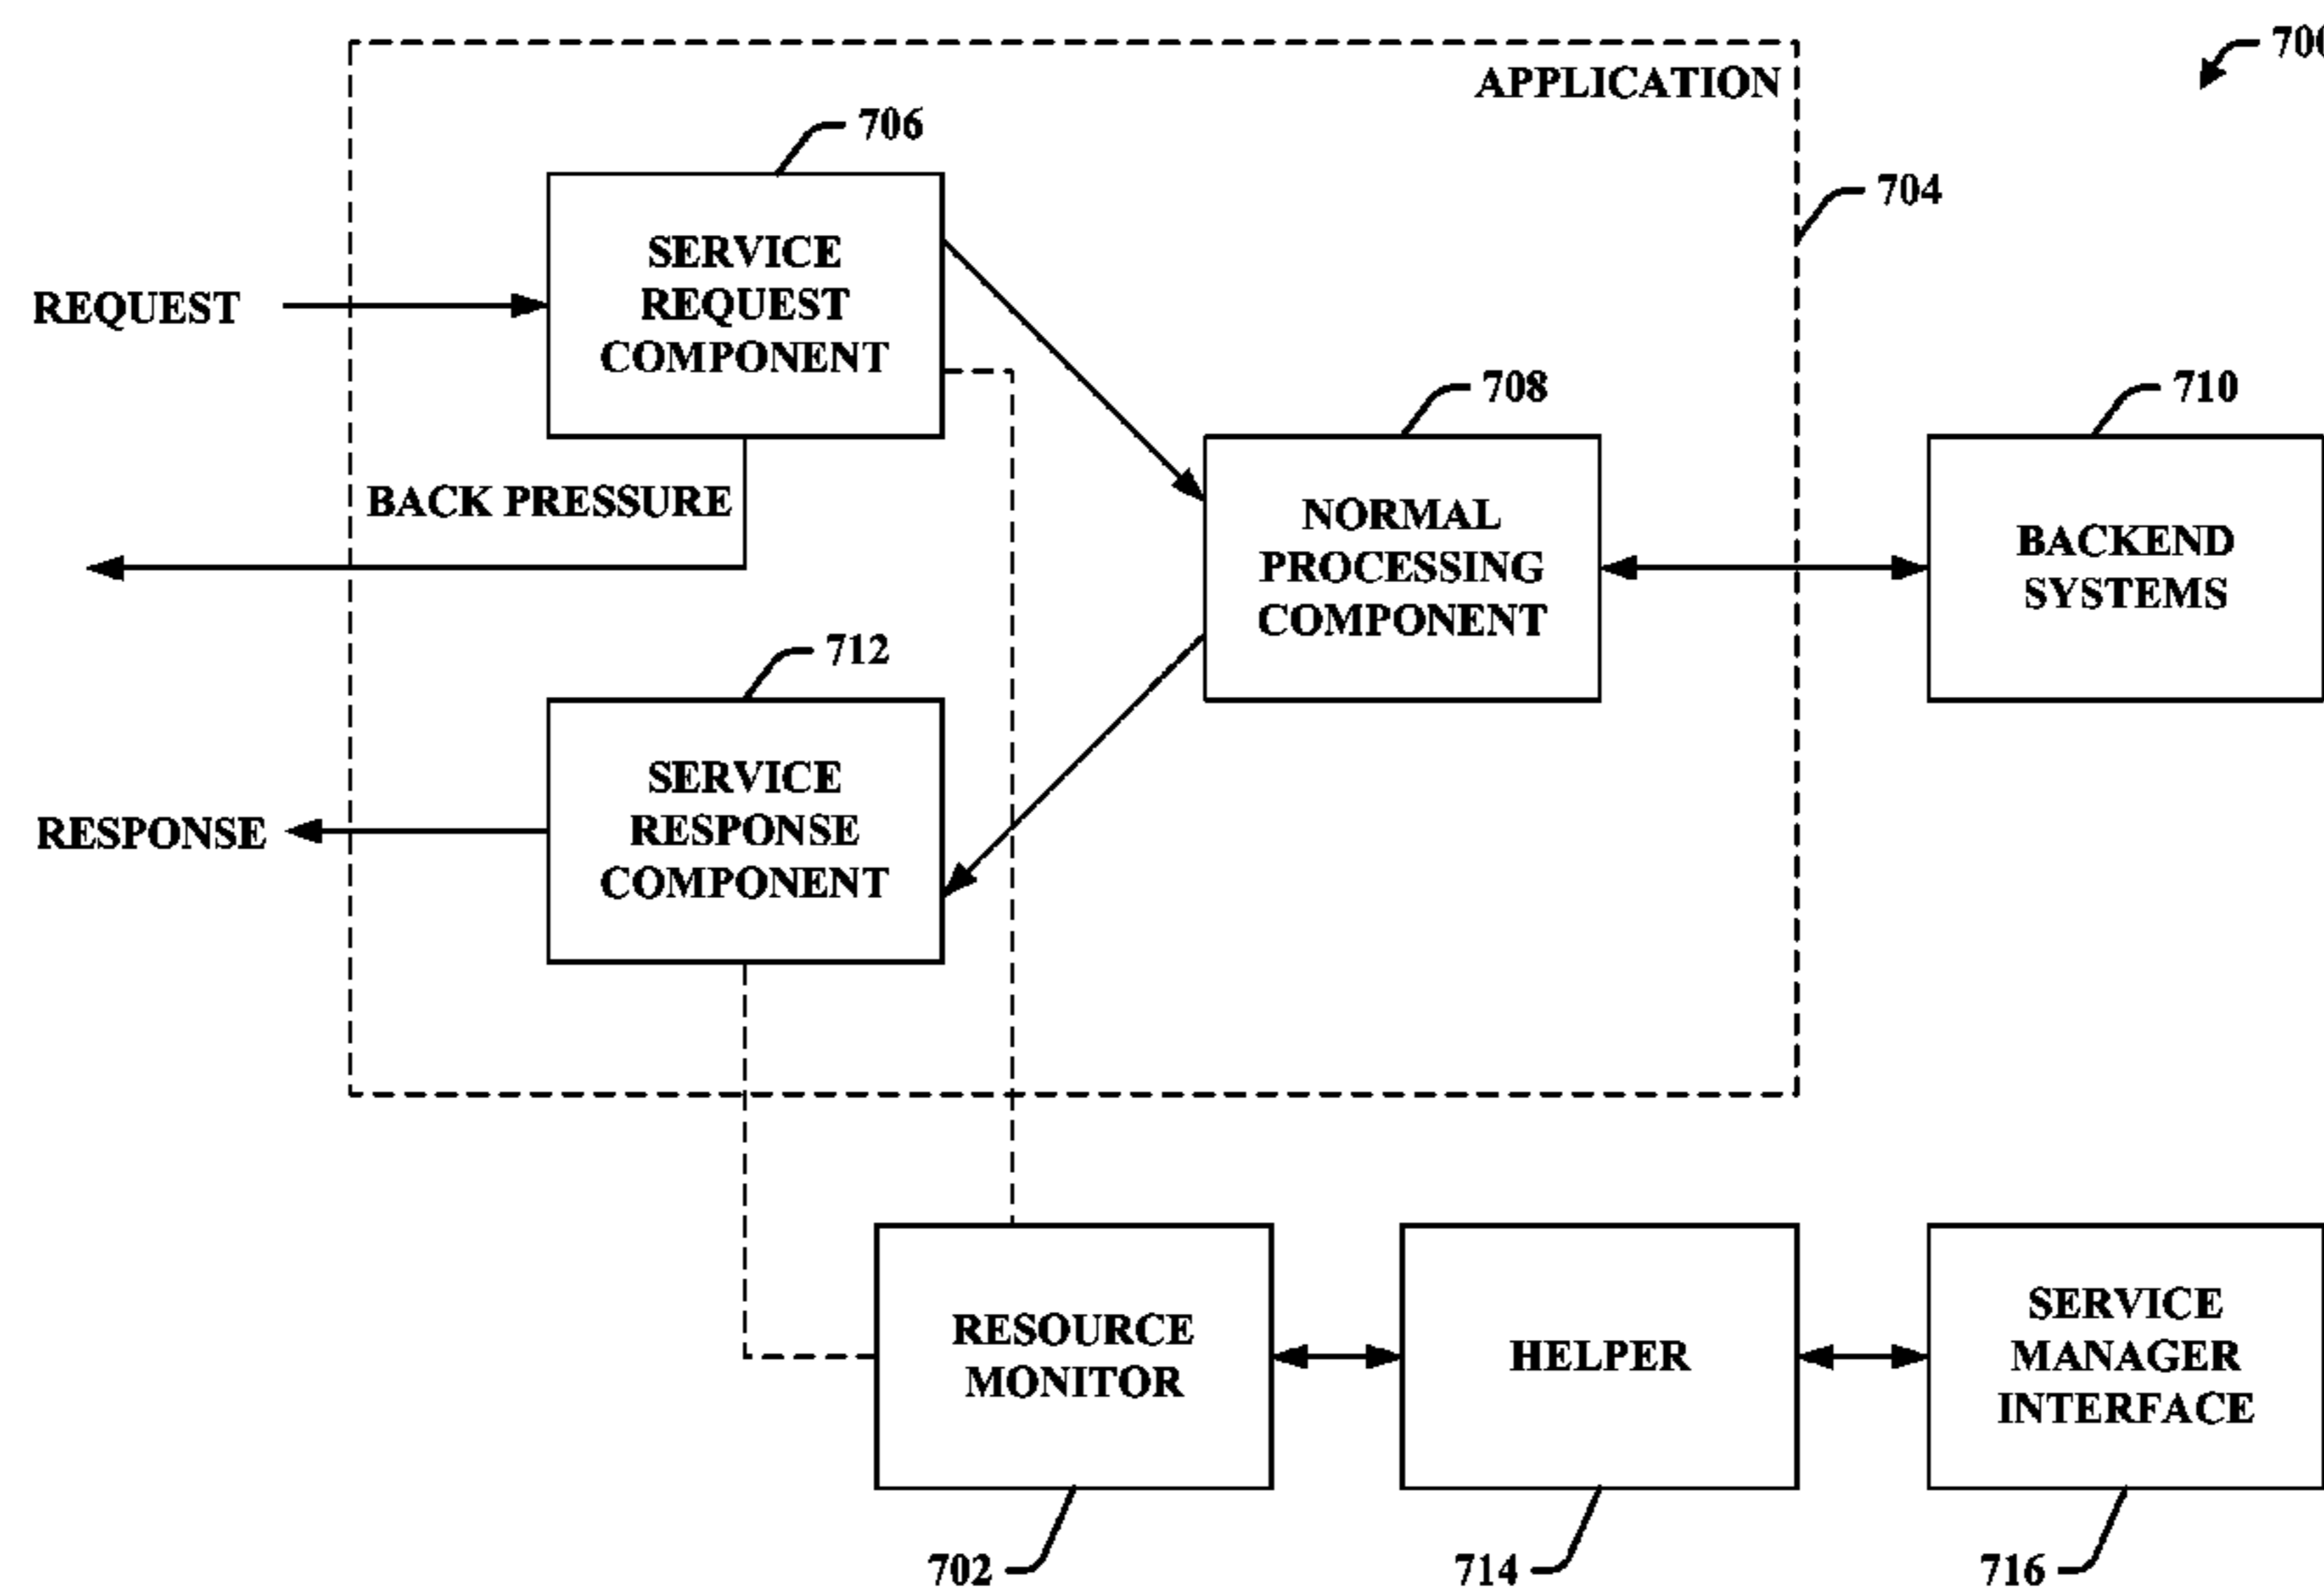 700
APPLICATION
706
704
SERVICE
REQUEST
COMPONENT
REQUEST
708
710
BACK PRESSURE
NORMAL
PROCESSING
COMPONENT
BACKEND
SYSTEMS
712
SERVICE
RESPONSE
COMPONENT
RESPONSE
RESOURCE
MONITOR
HELPER
SERVICE
MANAGER
INTERFACE
702
714
716